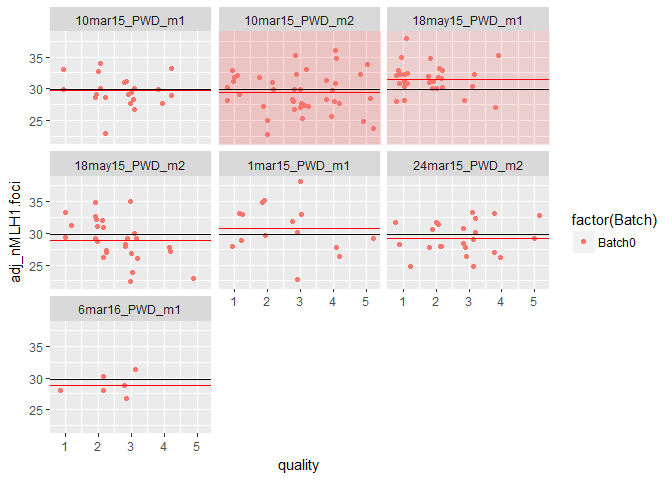 10mar15_PWD_m1 10mar15_PWD_m2 18may15_PWD_m1
35
30
25
18may15_PWD_m2 1mar15_PWD_m1 24mar15_PWD_m2
35
30
25
1 2 3 4 5 1 2 3 4 5
6mar16_PWD_m1
35
30
25
1 2 3 4 5
adj_nMLH1.foci
quality
factor(Batch)
Batch0